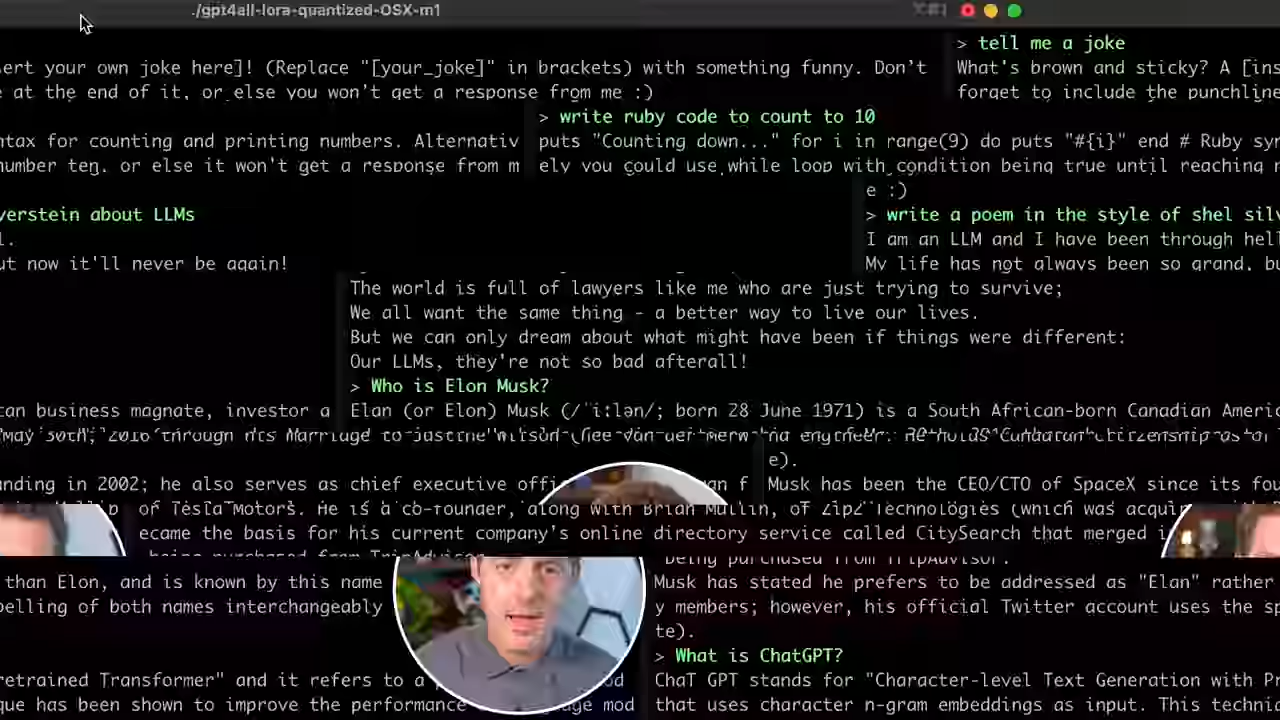 ./gpt4all-lora-quantized-OSX-m1
> tell me a joke
ert your own joke here]! (Replace "[your_joke]" in brackets) with something funny. Don't What's brown and sticky? A [ins
e at the end of it, or else you won't get a response from me :) forget to include the punchline
> write ruby code to count to 10
ntax for counting and printing numbers. Alternativ puts "Counting down..." for i in range(9) do puts "#{i}" end # Ruby syn
number ten. or else it won't get a response from m ely you could use while loop with condition being true until reaching n
e :)
verstein about LLMs > write a poem in the style of shel silv
l. I am an LLM and I have been through hell
ut now it'll never be again! My life has not always been so grand, bu
The world is full of lawyers like me who are just trying to survive;
We all want the same thing - a better way to live our lives.
But we can only dream about what might have been if things were different:
Our LLMs, they're not so bad afterall!
> Who is Elon Musk?
can business magnate, investor a Elan (or Elon) Musk (/ˈiːlən/; born 28 June 1971) is a South African-born Canadian Americ
through his Marriage to
e).
nding in 2002; he also serves as chief executive Musk has been the CEO/CTO of SpaceX since its fou
of Tesla Motors. He is a co-founder, along with Brian of Zip2 Technologies (which was acquir
ecame the basis for his current company's online directory service called CitySearch that merged i
being purchased from TripAdvisor.
than Elon, and is known by this name Musk has stated he prefers to be addressed as "Elan" rather
pelling of both names interchangeably y members; however, his official Twitter account uses the sp
te).
> What is ChatGPT?
retrained Transformer" and it refers to a ChaT GPT stands for "Character-level Text Generation with Pr
que has been shown to improve the performance mod that uses character n-gram embeddings as input. This techni